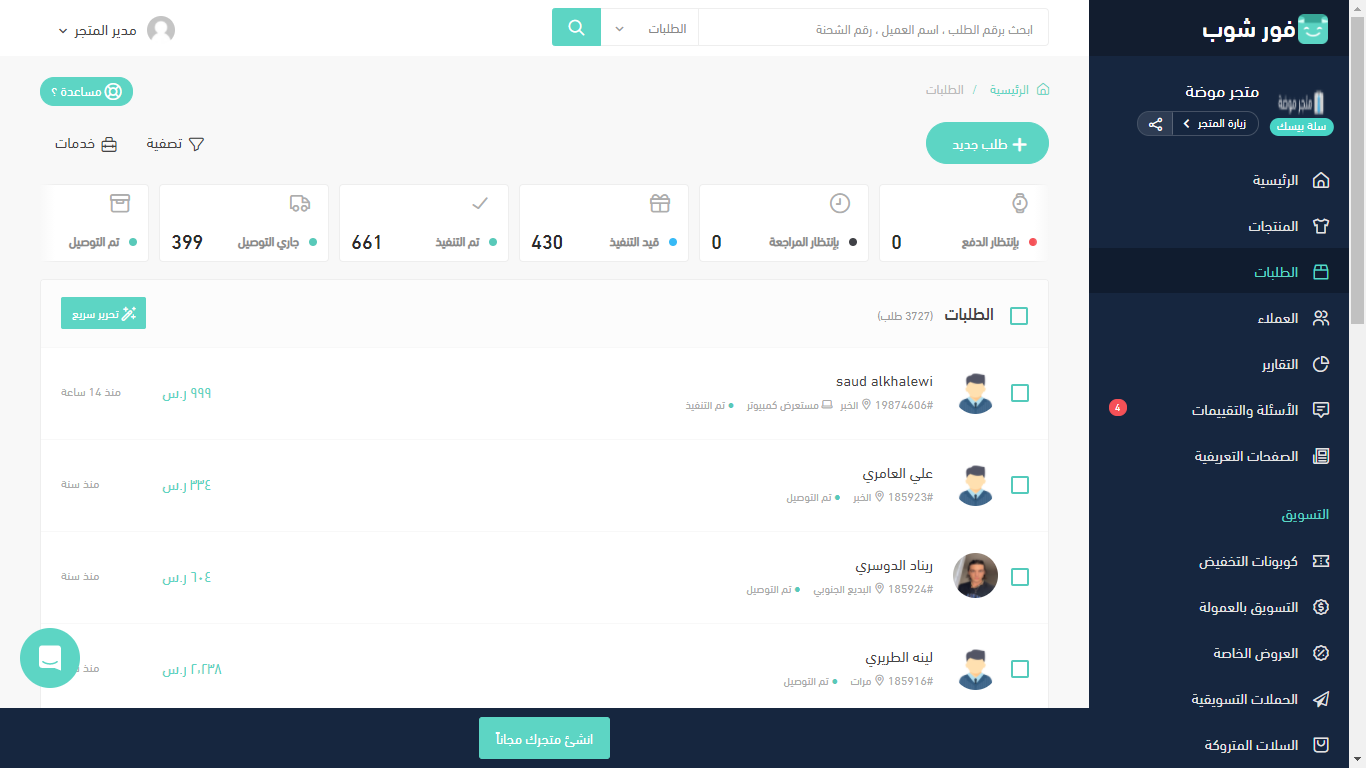 فور شوب
ابحث برقم الطلب ، اسم العميل ، رقم الشحنة
الطلبات
مدير المتجر
متجر موضة
متجر موضة
سلة بيسك
زيارة المتجر
الرئيسية
المنتجات
الطلبات
العملاء
التقارير
الأسئلة والتقييمات
4
الصفحات التعريفية
التسويق
كوبونات التخفيض
التسويق بالعمولة
العروض الخاصة
الحملات التسويقية
السلات المتروكة
الرئيسية / الطلبات
مساعدة ؟
طلب جديد
تصفية
خدمات
بإنتظار الدفع 0
بإنتظار المراجعة 0
قيد التنفيذ 430
تم التنفيذ 661
جاري التوصيل 399
تم التوصيل
الطلبات (3727 طلب)
تحرير سريع
saud alkhalewi
#19874606 الخبر مستعرض كمبيوتر تم التنفيذ
٩٩٩ ر.س
منذ 14 ساعة
علي العامري
#185923 الخبر تم التوصيل
٣٣٤ ر.س
منذ سنة
ريناد الدوسري
#185924 البديع الجنوبي تم التوصيل
٦٠٤ ر.س
منذ سنة
لينه الطريري
#185916 مرات تم التوصيل
٢،٢٣٨ ر.س
منذ
انشئ متجرك مجاناً